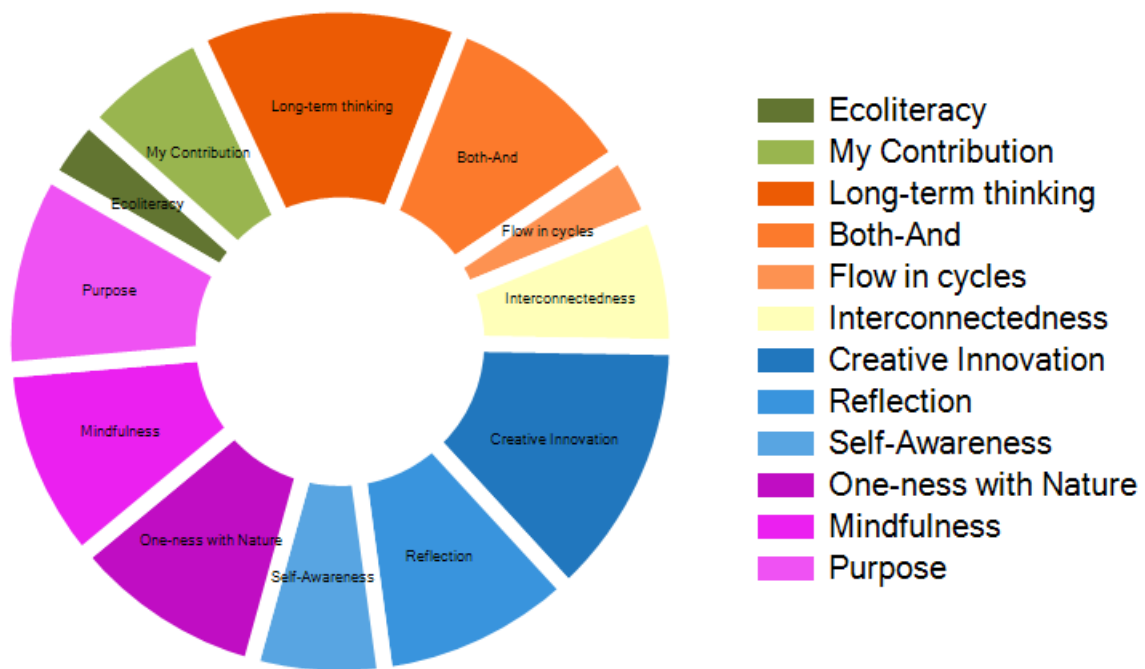 Long-term thinking
My Contribution
Both-And
Ecoliteracy
Flow in cycles
Purpose
Interconnectedness
Mindfulness
Creative Innovation
One-ness with Nature
Reflection
Self-Awareness
Ecoliteracy
My Contribution
Long-term thinking
Both-And
Flow in cycles
Interconnectedness
Creative Innovation
Reflection
Self-Awareness
One-ness with Nature
Mindfulness
Purpose